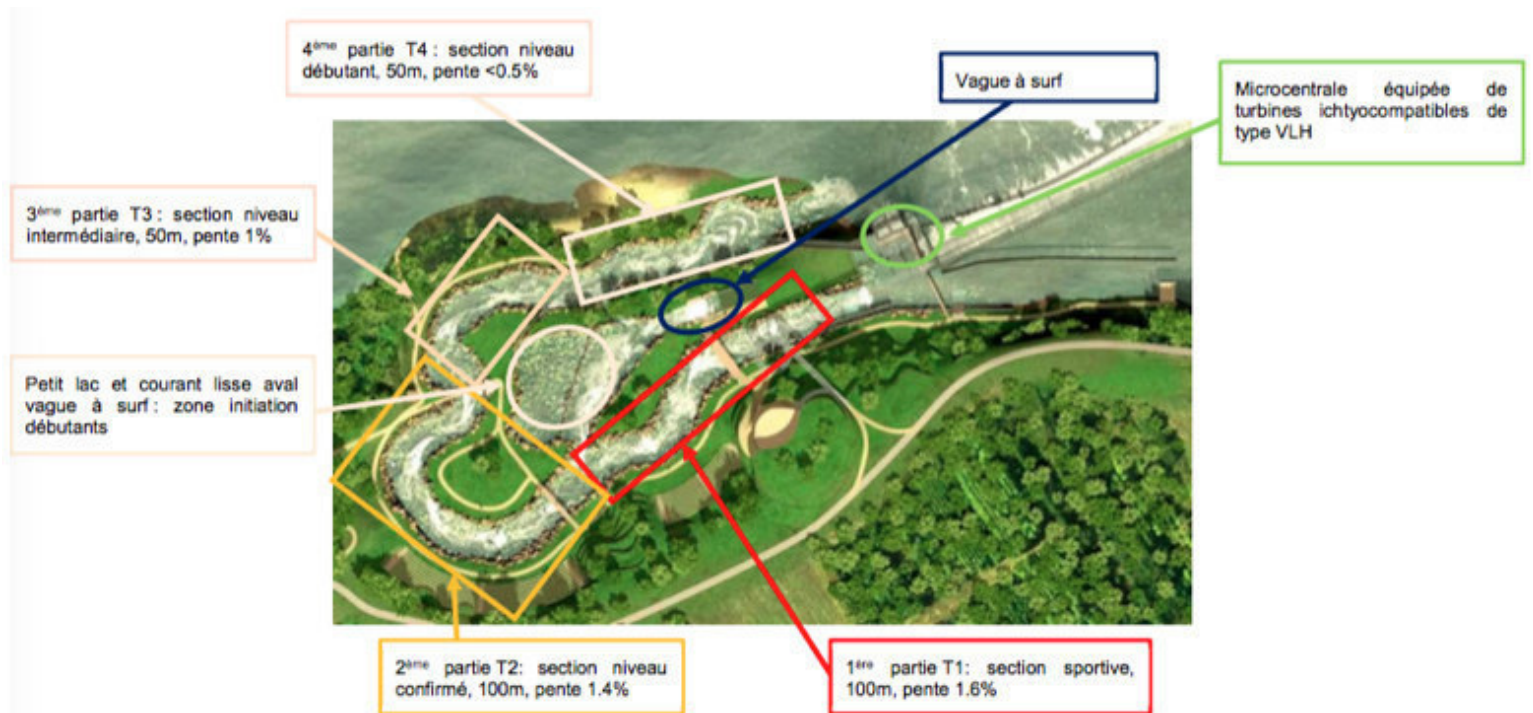 4ème partie T4 : section niveau
débutant, 50m, pente <0.5%
Vague à surf
Microcentrale équipée de
turbines ichtyocompatibles de
type VLH
3ème partie T3 : section niveau
intermédiaire, 50m, pente 1%
Petit lac et courant lisse aval
vague à surf : zone initiation
débutants
2ème partie T2: section niveau
confirmé, 100m, pente 1.4%
1ère partie T1: section sportive,
100m, pente 1.6%